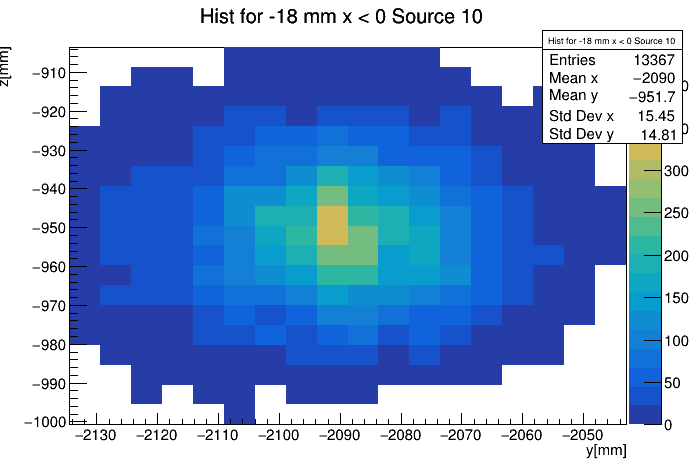 Hist for -18 mm x < 0 Source 10
z[mm]
Hist for -18 mm x < 0 Source 10
Entries 13367
Mean x −2090
Mean y −951.7
Std Dev x 15.45
Std Dev y 14.81
−910
−920
−930
−940
−950
−960
−970
−980
−990
−1000
−2130 −2120 −2110 −2100 −2090 −2080 −2070 −2060 −2050
y[mm]
300
250
200
150
100
50
0